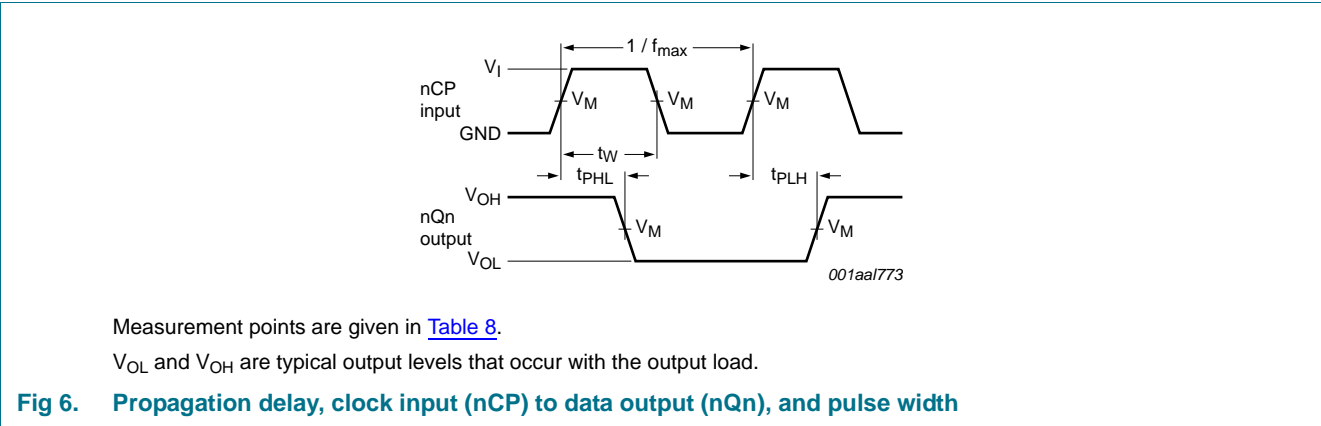 1 / fmax
VI
nCP
input
VM
VM
VM
GND
tW
tPHL
tPLH
VOH
nQn
output
VM
VM
VOL
001aal773
Measurement points are given in Table 8.
VOL and VOH are typical output levels that occur with the output load.
Fig 6. Propagation delay, clock input (nCP) to data output (nQn), and pulse width